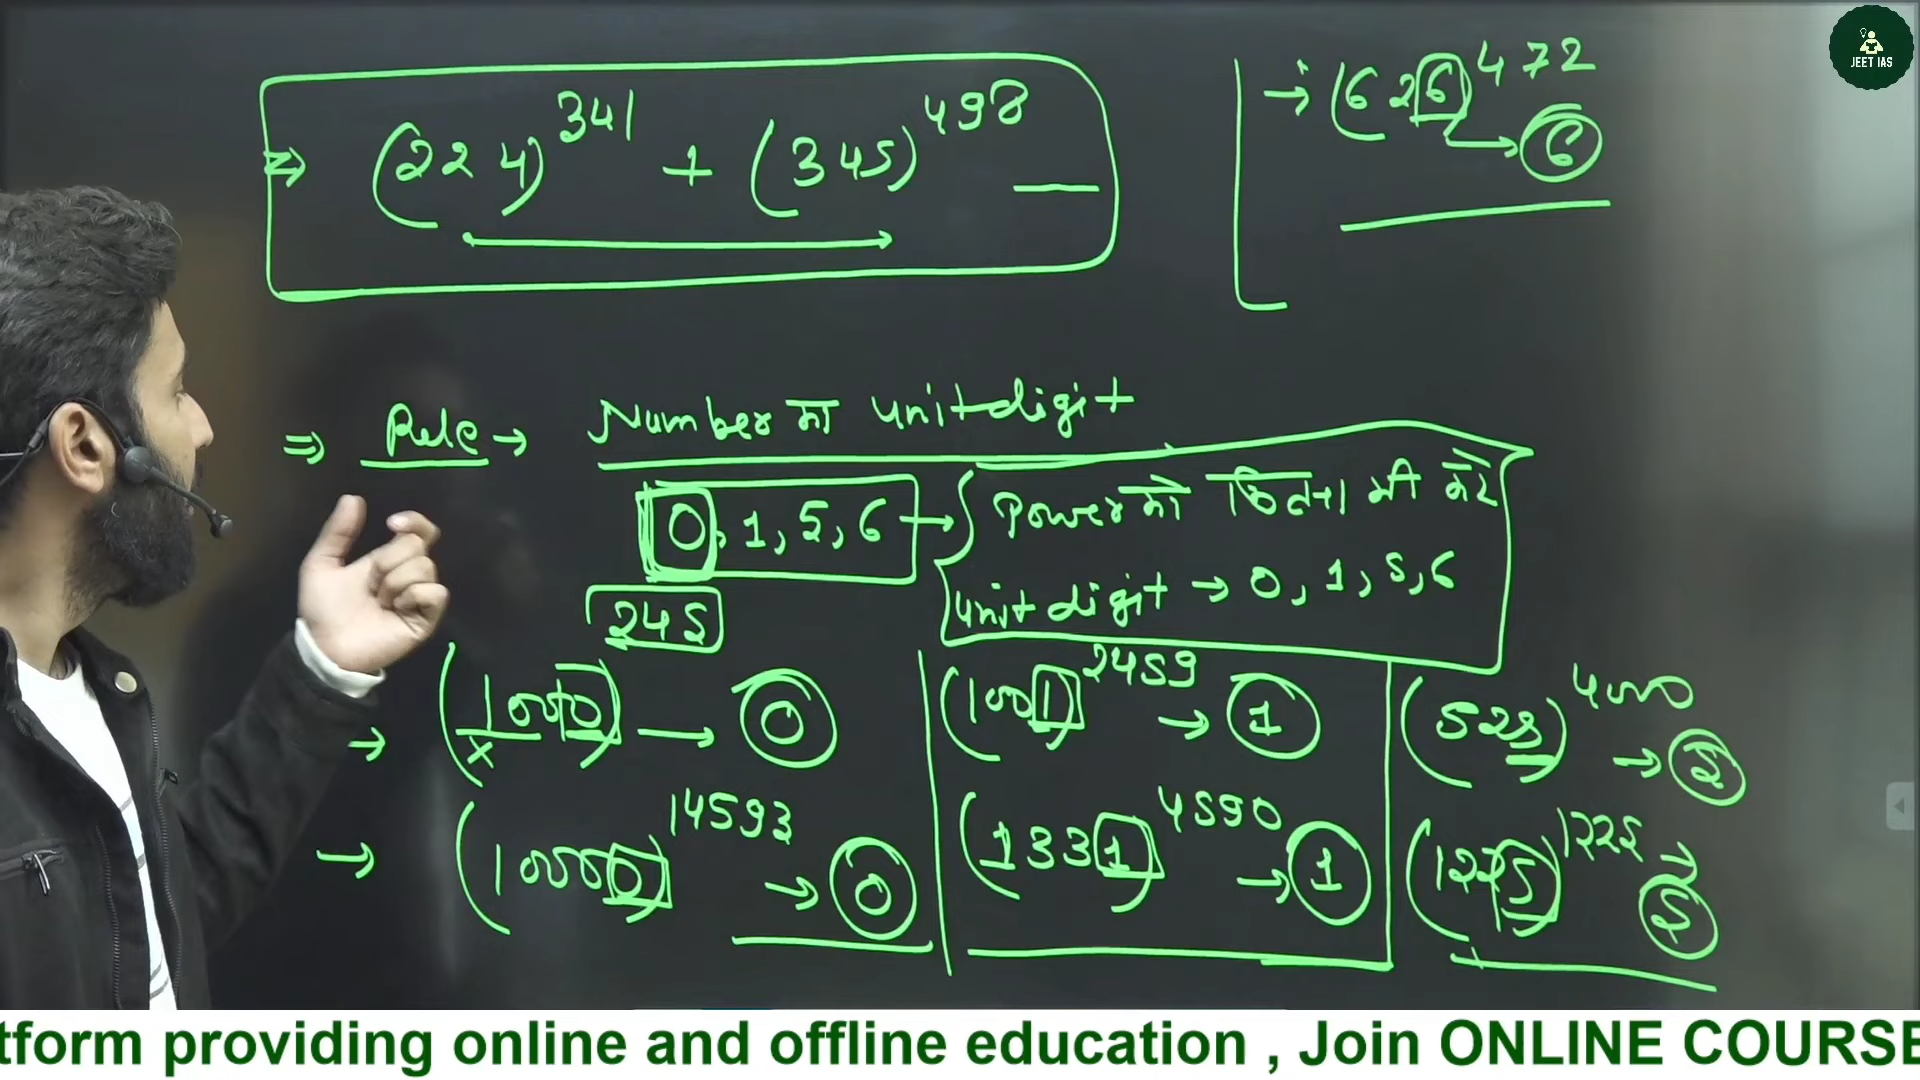 ⇒ (224)^341 + (345)^498
→ (626)^472 → 6
⇒ Rule → Number का unit digit
0, 1, 5, 6 → Power को कितना भी करे
unit digit → 0, 1, 5, 6
245
→ (1000) → 0
(1001)^2459 → 1
(525)^4000 → 5
→ (10000)^14593 → 0
(1331)^4590 → 1
(1225)^1225 → 5
JEET IAS
tform providing online and offline education , Join ONLINE COURSE